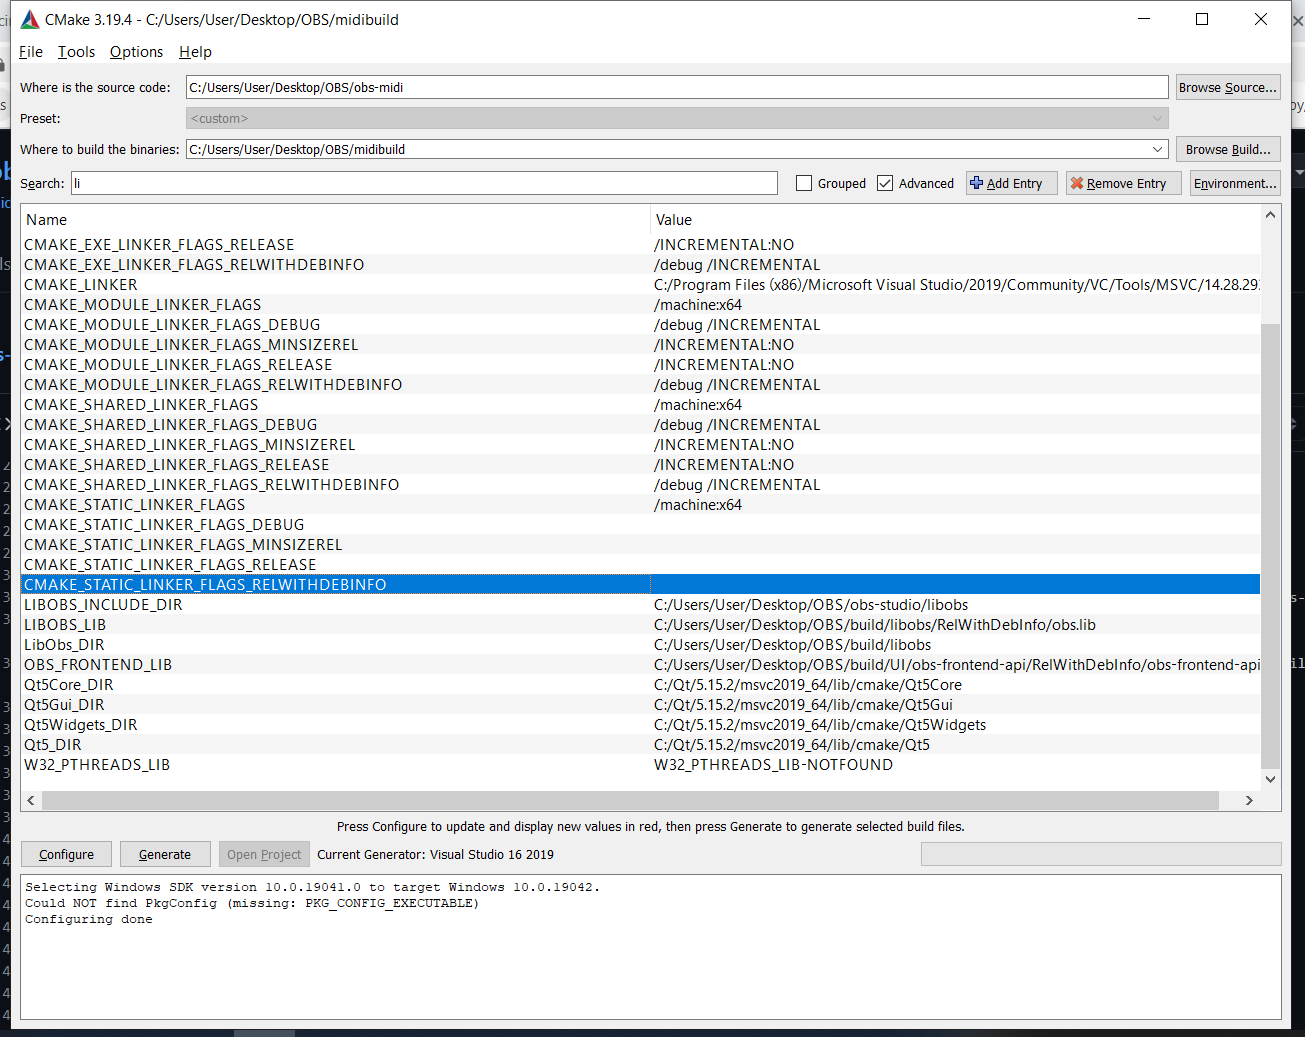 CMake 3.19.4 - C:/Users/User/Desktop/OBS/midibuild
File Tools Options Help
Where is the source code: C:/Users/User/Desktop/OBS/obs-midi Browse Source...
Preset: <custom>
Where to build the binaries: C:/Users/User/Desktop/OBS/midibuild Browse Build...
Search: li Grouped Advanced Add Entry Remove Entry Environment...
Name Value
CMAKE_EXE_LINKER_FLAGS_RELEASE /INCREMENTAL:NO
CMAKE_EXE_LINKER_FLAGS_RELWITHDEBINFO /debug /INCREMENTAL
CMAKE_LINKER C:/Program Files (x86)/Microsoft Visual Studio/2019/Community/VC/Tools/MSVC/14.28.29
CMAKE_MODULE_LINKER_FLAGS /machine:x64
CMAKE_MODULE_LINKER_FLAGS_DEBUG /debug /INCREMENTAL
CMAKE_MODULE_LINKER_FLAGS_MINSIZEREL /INCREMENTAL:NO
CMAKE_MODULE_LINKER_FLAGS_RELEASE /INCREMENTAL:NO
CMAKE_MODULE_LINKER_FLAGS_RELWITHDEBINFO /debug /INCREMENTAL
CMAKE_SHARED_LINKER_FLAGS /machine:x64
CMAKE_SHARED_LINKER_FLAGS_DEBUG /debug /INCREMENTAL
CMAKE_SHARED_LINKER_FLAGS_MINSIZEREL /INCREMENTAL:NO
CMAKE_SHARED_LINKER_FLAGS_RELEASE /INCREMENTAL:NO
CMAKE_SHARED_LINKER_FLAGS_RELWITHDEBINFO /debug /INCREMENTAL
CMAKE_STATIC_LINKER_FLAGS /machine:x64
CMAKE_STATIC_LINKER_FLAGS_DEBUG
CMAKE_STATIC_LINKER_FLAGS_MINSIZEREL
CMAKE_STATIC_LINKER_FLAGS_RELEASE
CMAKE_STATIC_LINKER_FLAGS_RELWITHDEBINFO
LIBOBS_INCLUDE_DIR C:/Users/User/Desktop/OBS/obs-studio/libobs
LIBOBS_LIB C:/Users/User/Desktop/OBS/build/libobs/RelWithDebInfo/obs.lib
LibObs_DIR C:/Users/User/Desktop/OBS/build/libobs
OBS_FRONTEND_LIB C:/Users/User/Desktop/OBS/build/UI/obs-frontend-api/RelWithDebInfo/obs-frontend-api
Qt5Core_DIR C:/Qt/5.15.2/msvc2019_64/lib/cmake/Qt5Core
Qt5Gui_DIR C:/Qt/5.15.2/msvc2019_64/lib/cmake/Qt5Gui
Qt5Widgets_DIR C:/Qt/5.15.2/msvc2019_64/lib/cmake/Qt5Widgets
Qt5_DIR C:/Qt/5.15.2/msvc2019_64/lib/cmake/Qt5
W32_PTHREADS_LIB W32_PTHREADS_LIB-NOTFOUND
Press Configure to update and display new values in red, then press Generate to generate selected build files.
Configure Generate Open Project Current Generator: Visual Studio 16 2019
Selecting Windows SDK version 10.0.19041.0 to target Windows 10.0.19042.
Could NOT find PkgConfig (missing: PKG_CONFIG_EXECUTABLE)
Configuring done